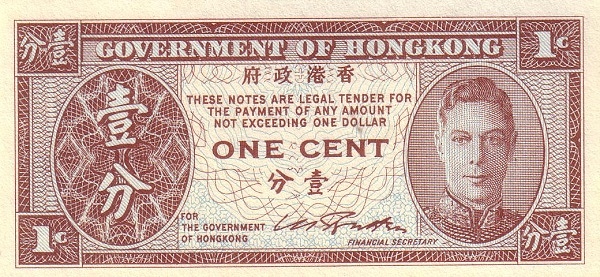 分壹
GOVERNMENT OF HONGKONG
1C
府政港香
THESE NOTES ARE LEGAL TENDER FOR
THE PAYMENT OF ANY AMOUNT
NOT EXCEEDING ONE DOLLAR
壹
分
ONE CENT
分壹
FOR
THE GOVERNMENT
OF HONGKONG
FINANCIAL SECRETARY
1C
分壹